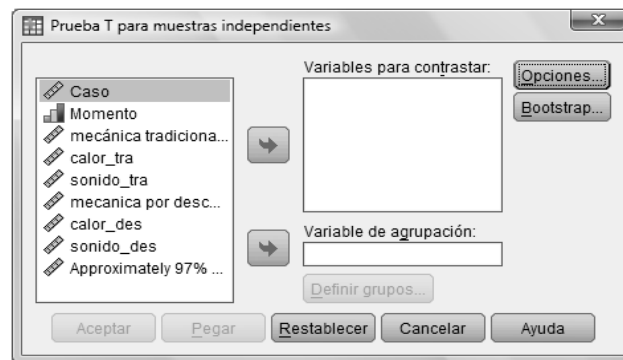 Prueba T para muestras independientes
Caso
Momento
mecánica tradiciona...
calor_tra
sonido_tra
mecanica por desc...
calor_des
sonido_des
Approximately 97% ...
Variables para contrastar:
Variable de agrupación:
Definir grupos...
Opciones...
Bootstrap...
Aceptar
Pegar
Restablecer
Cancelar
Ayuda